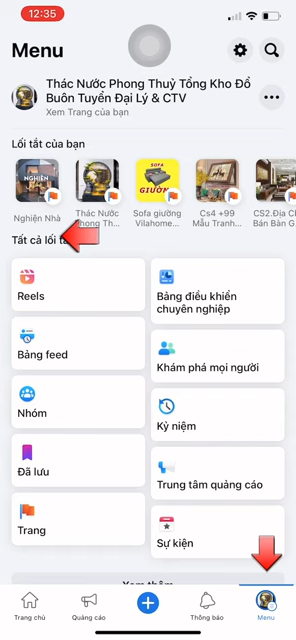 12:35
Menu
Thác Nước Phong Thuỷ Tổng Kho Đổ
Buôn Tuyển Đại Lý & CTV
Xem Trang của bạn
Lối tắt của bạn
NGHIỆN
SOFA
GIƯỜNG
Nghiện Nhà
Thác Nước
Phong Th...
Sofa giường
Vilahome...
Cs4 +99
Mẫu Tranh...
CS2.Địa C
Bán Bàn G
Tất cả lối
Reels
Bảng điều khiển
chuyên nghiệp
Bảng feed
Khám phá mọi người
Nhóm
Kỷ niệm
Đã lưu
Trung tâm quảng cáo
Trang
Sự kiện
Xem thêm
Trang chủ
Quảng cáo
Thông báo
Menu